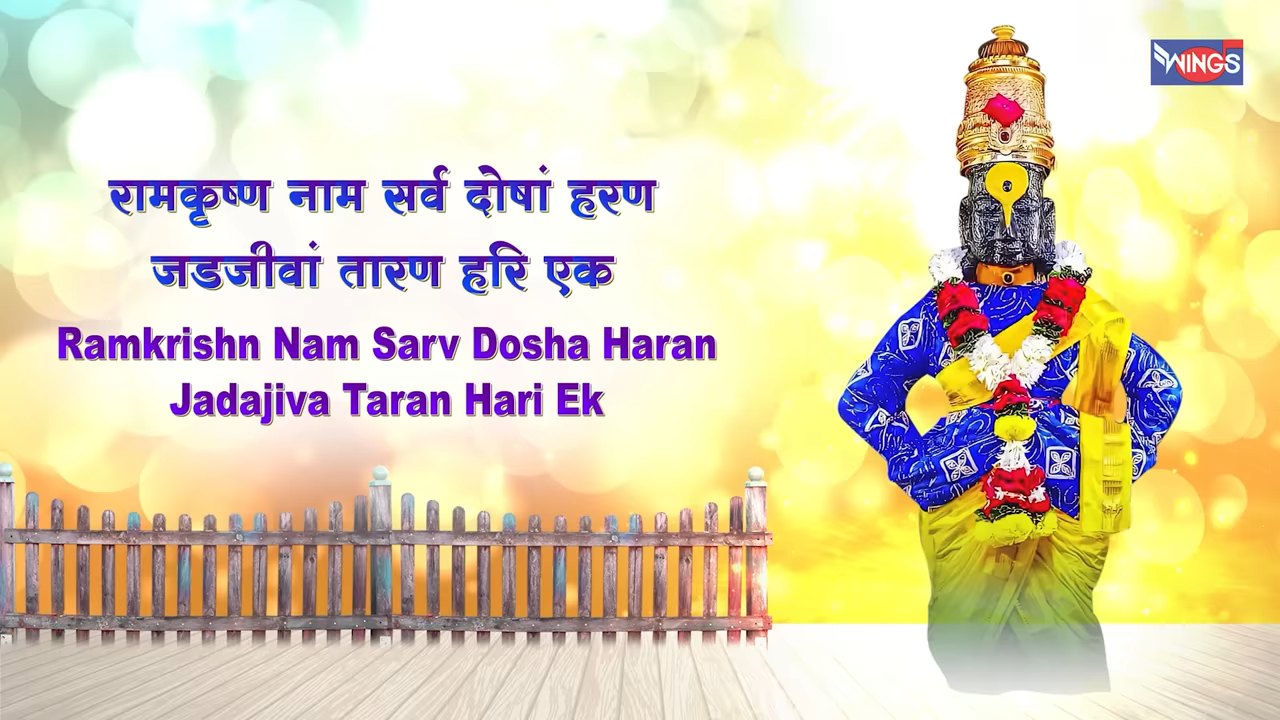 WINGS
रामकृष्ण नाम सर्व दोषां हरण
जडजीवां तारण हरि एक
Ramkrishn Nam Sarv Dosha Haran
Jadajiva Taran Hari Ek